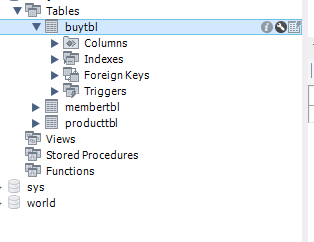 Tables
buytbl
Columns
Indexes
Foreign Keys
Triggers
membertbl
producttbl
Views
Stored Procedures
Functions
sys
world